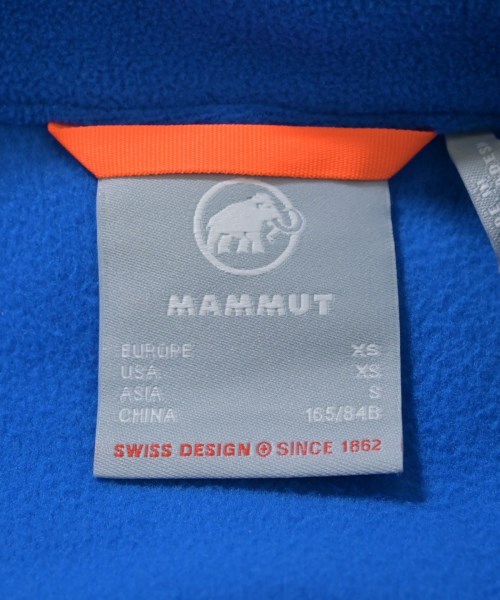 MAMMUT
EUROPE XS
USA XS
ASIA S
CHINA 165/84B
SWISS DESIGN SINCE 1862